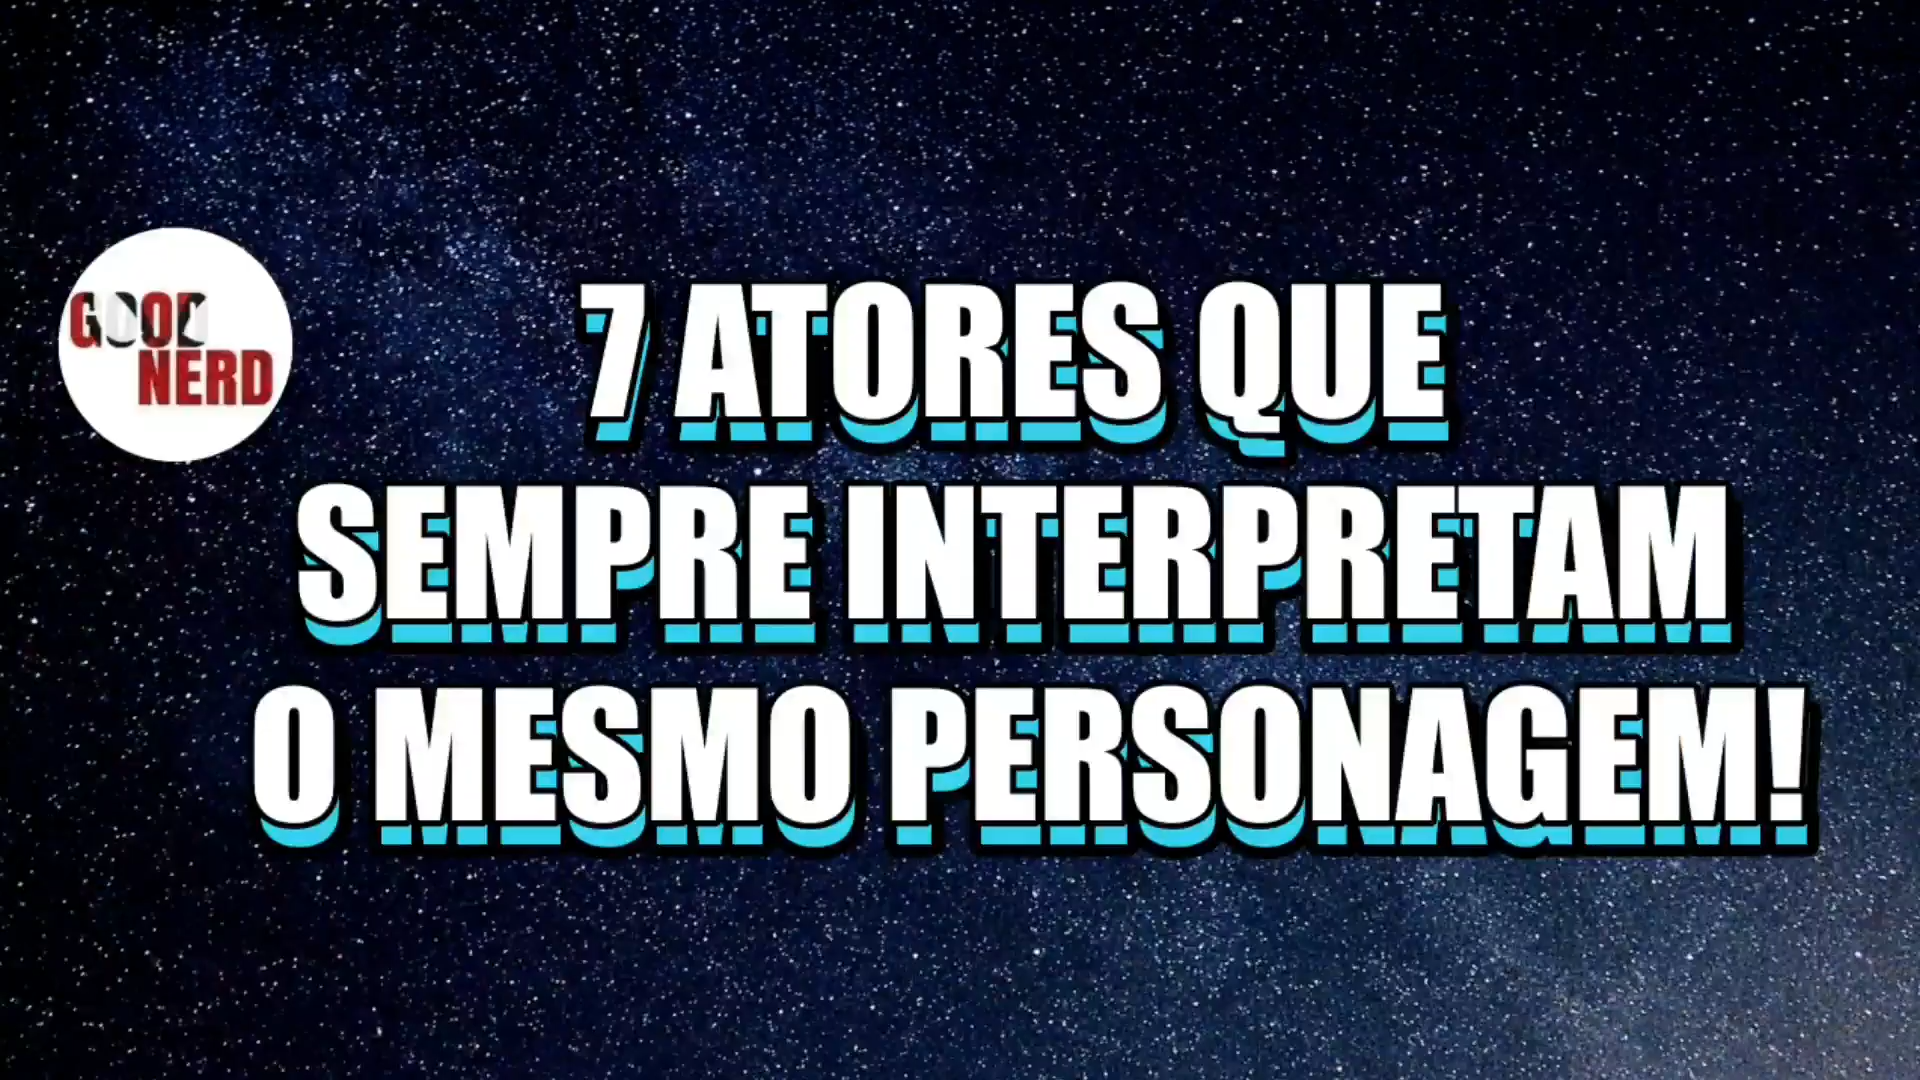 GOOD
NERD
7 ATORES QUE
SEMPRE INTERPRETAM
O MESMO PERSONAGEM!